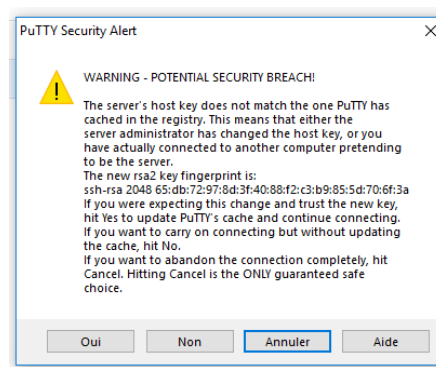 PuTTY Security Alert
WARNING - POTENTIAL SECURITY BREACH!
The server's host key does not match the one PuTTY has
cached in the registry. This means that either the
server administrator has changed the host key, or you
have actually connected to another computer pretending
to be the server.
The new rsa2 key fingerprint is:
ssh-rsa 2048 65:db:72:97:8d:3f:40:88:f2:c3:b9:85:5d:70:6f:3a
If you were expecting this change and trust the new key,
hit Yes to update PuTTY's cache and continue connecting.
If you want to carry on connecting but without updating
the cache, hit No.
If you want to abandon the connection completely, hit
Cancel. Hitting Cancel is the ONLY guaranteed safe
choice.
Oui Non Annuler Aide